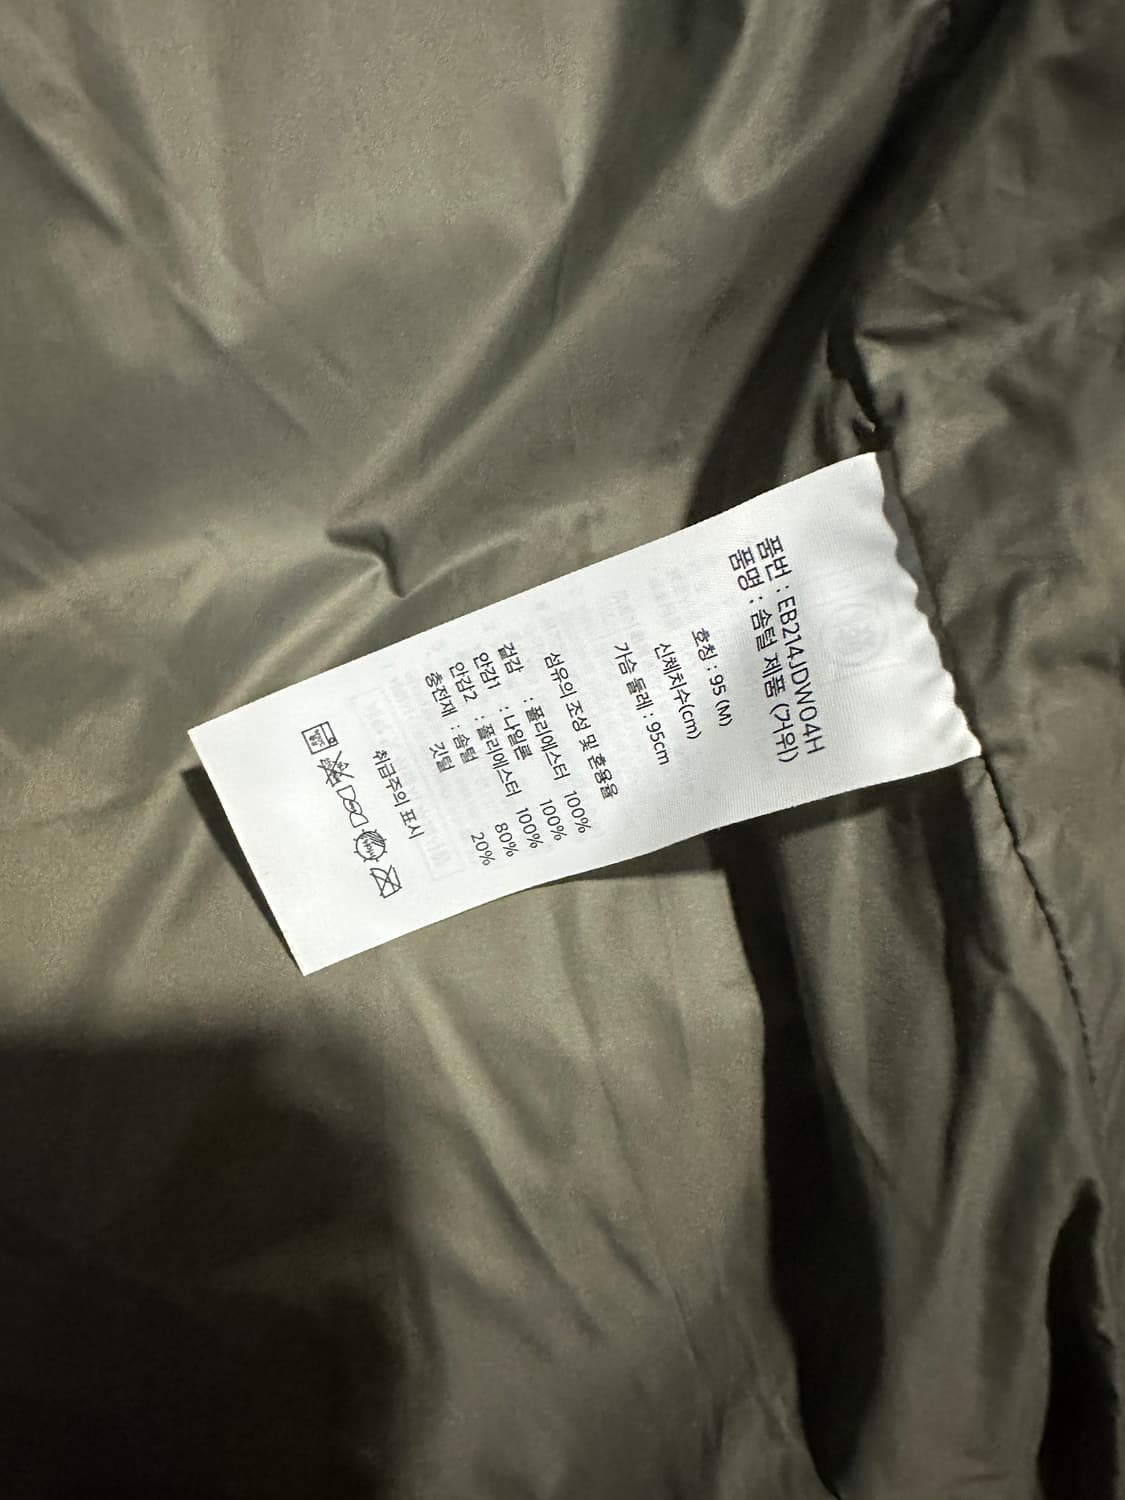 품번 : EB214JDW04H
품명 : 솜털 제품 (거위)
호칭 : 95 (M)
신체치수(cm)
가슴 둘레 : 95cm
섬유의 조성 및 혼용율
겉감 : 폴리에스터 100%
안감1 : 나일론 100%
안감2 : 폴리에스터 100%
충전재 : 솜털 80%
깃털 20%
취급주의 표시